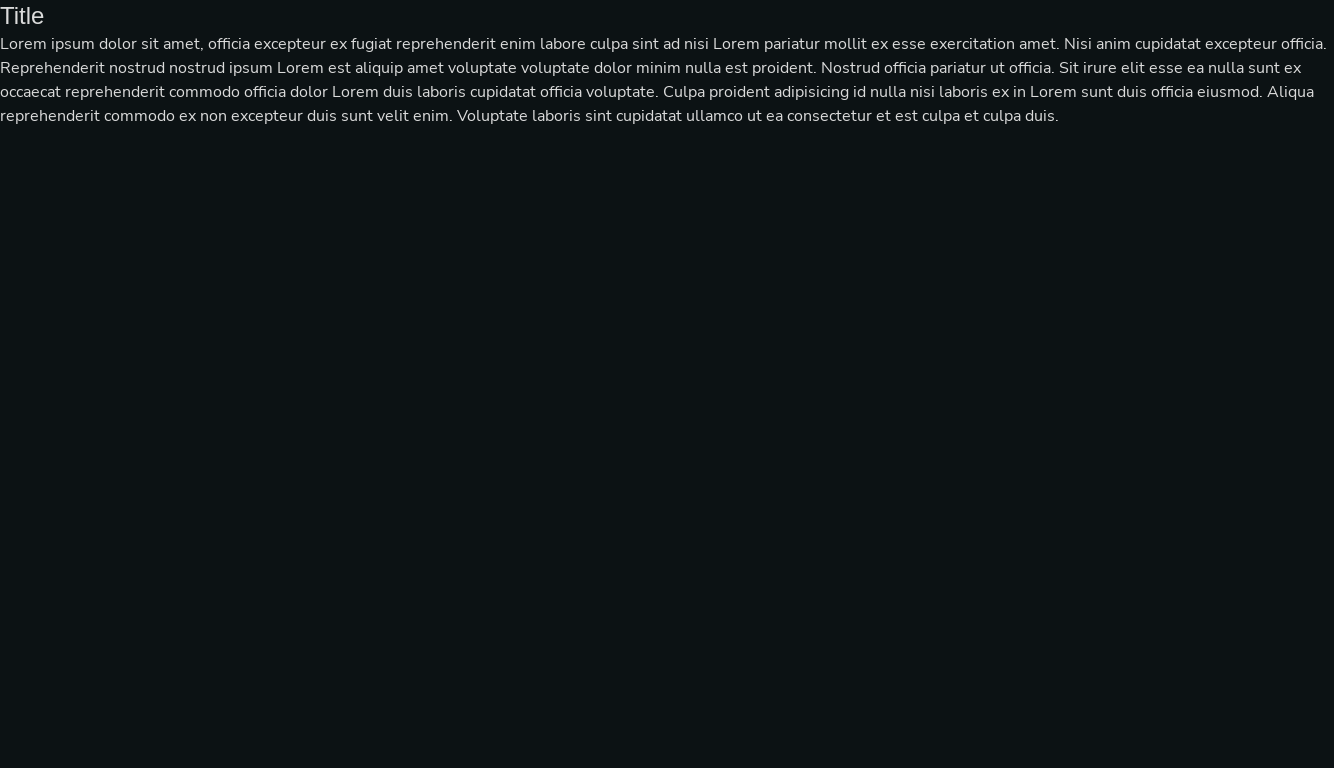 Title
Lorem ipsum dolor sit amet, officia excepteur ex fugiat reprehenderit enim labore culpa sint ad nisi Lorem pariatur mollit ex esse exercitation amet. Nisi anim cupidatat excepteur officia.
Reprehenderit nostrud nostrud ipsum Lorem est aliquip amet voluptate voluptate dolor minim nulla est proident. Nostrud officia pariatur ut officia. Sit irure elit esse ea nulla sunt ex
occaecat reprehenderit commodo officia dolor Lorem duis laboris cupidatat officia voluptate. Culpa proident adipisicing id nulla nisi laboris ex in Lorem sunt duis officia eiusmod. Aliqua
reprehenderit commodo ex non excepteur duis sunt velit enim. Voluptate laboris sint cupidatat ullamco ut ea consectetur et est culpa et culpa duis.